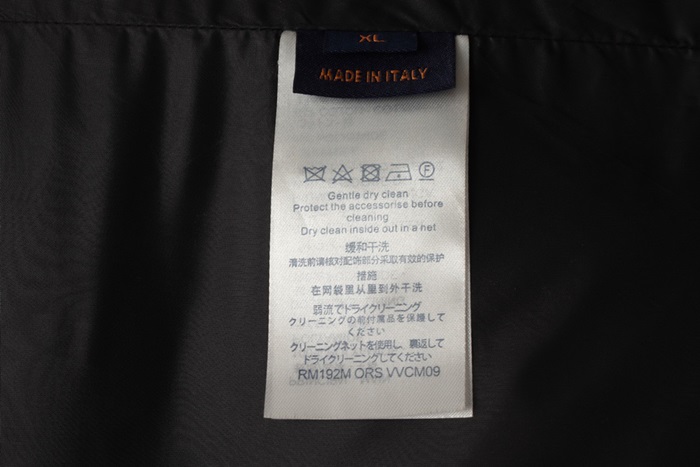 XL
MADE IN ITALY
Gentle dry clean
Protect the accessorise before
cleaning
Dry clean inside out in a net
缓和干洗
清洗前请核对配饰部分采取有效的保护
措施
在网袋里从里到外干洗
弱流でドライクリーニング
クリーニングの前付属品を保護して
ください
クリーニングネットを使用し、裏返して
ドライクリーニングしてください
RM192M ORS VVCM09